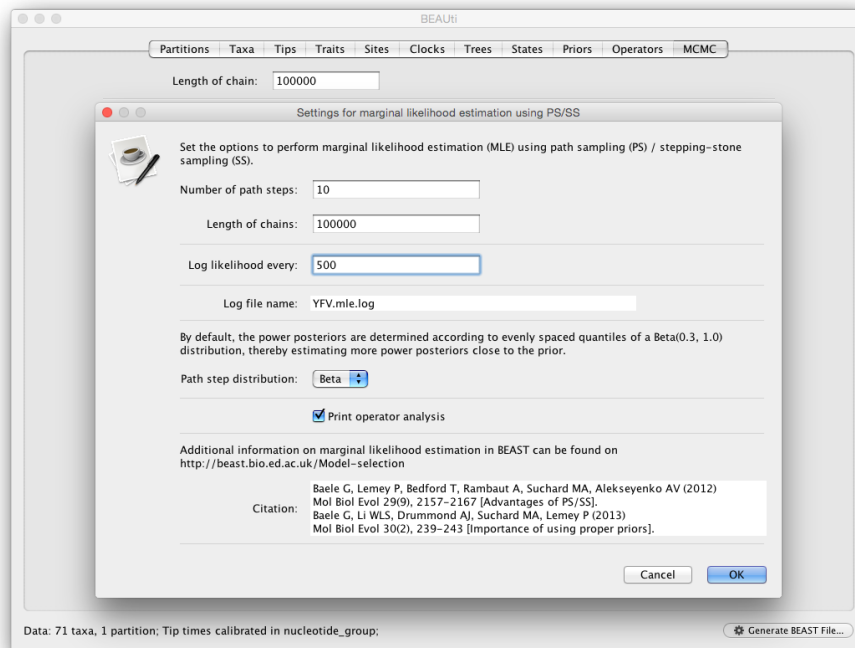 BEAUti
Partitions Taxa Tips Traits Sites Clocks Trees States Priors Operators MCMC
Length of chain: 100000
Settings for marginal likelihood estimation using PS/SS
Set the options to perform marginal likelihood estimation (MLE) using path sampling (PS) / stepping-stone
sampling (SS).
Number of path steps: 10
Length of chains: 100000
Log likelihood every: 500
Log file name: YFV.mle.log
By default, the power posteriors are determined according to evenly spaced quantiles of a Beta(0.3, 1.0)
distribution, thereby estimating more power posteriors close to the prior.
Path step distribution: Beta
Print operator analysis
Additional information on marginal likelihood estimation in BEAST can be found on
http://beast.bio.ed.ac.uk/Model-selection
Citation:
Baele G, Lemey P, Bedford T, Rambaut A, Suchard MA, Alekseyenko AV (2012)
Mol Biol Evol 29(9), 2157-2167 [Advantages of PS/SS].
Baele G, Li WLS, Drummond AJ, Suchard MA, Lemey P (2013)
Mol Biol Evol 30(2), 239-243 [Importance of using proper priors].
Cancel OK
Data: 71 taxa, 1 partition; Tip times calibrated in nucleotide_group;
Generate BEAST File...